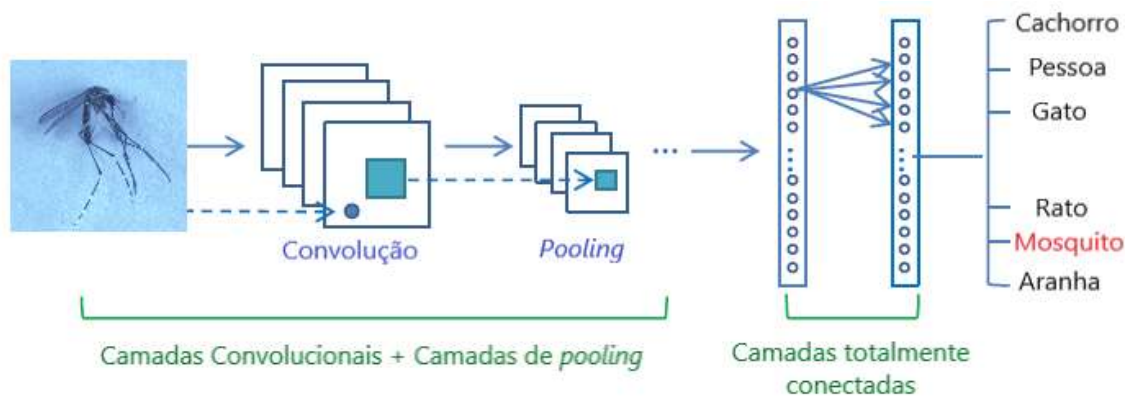 Cachorro
Pessoa
Gato
Rato
Mosquito
Aranha
Convolução
Pooling
Camadas Convolucionais + Camadas de pooling
Camadas totalmente
conectadas